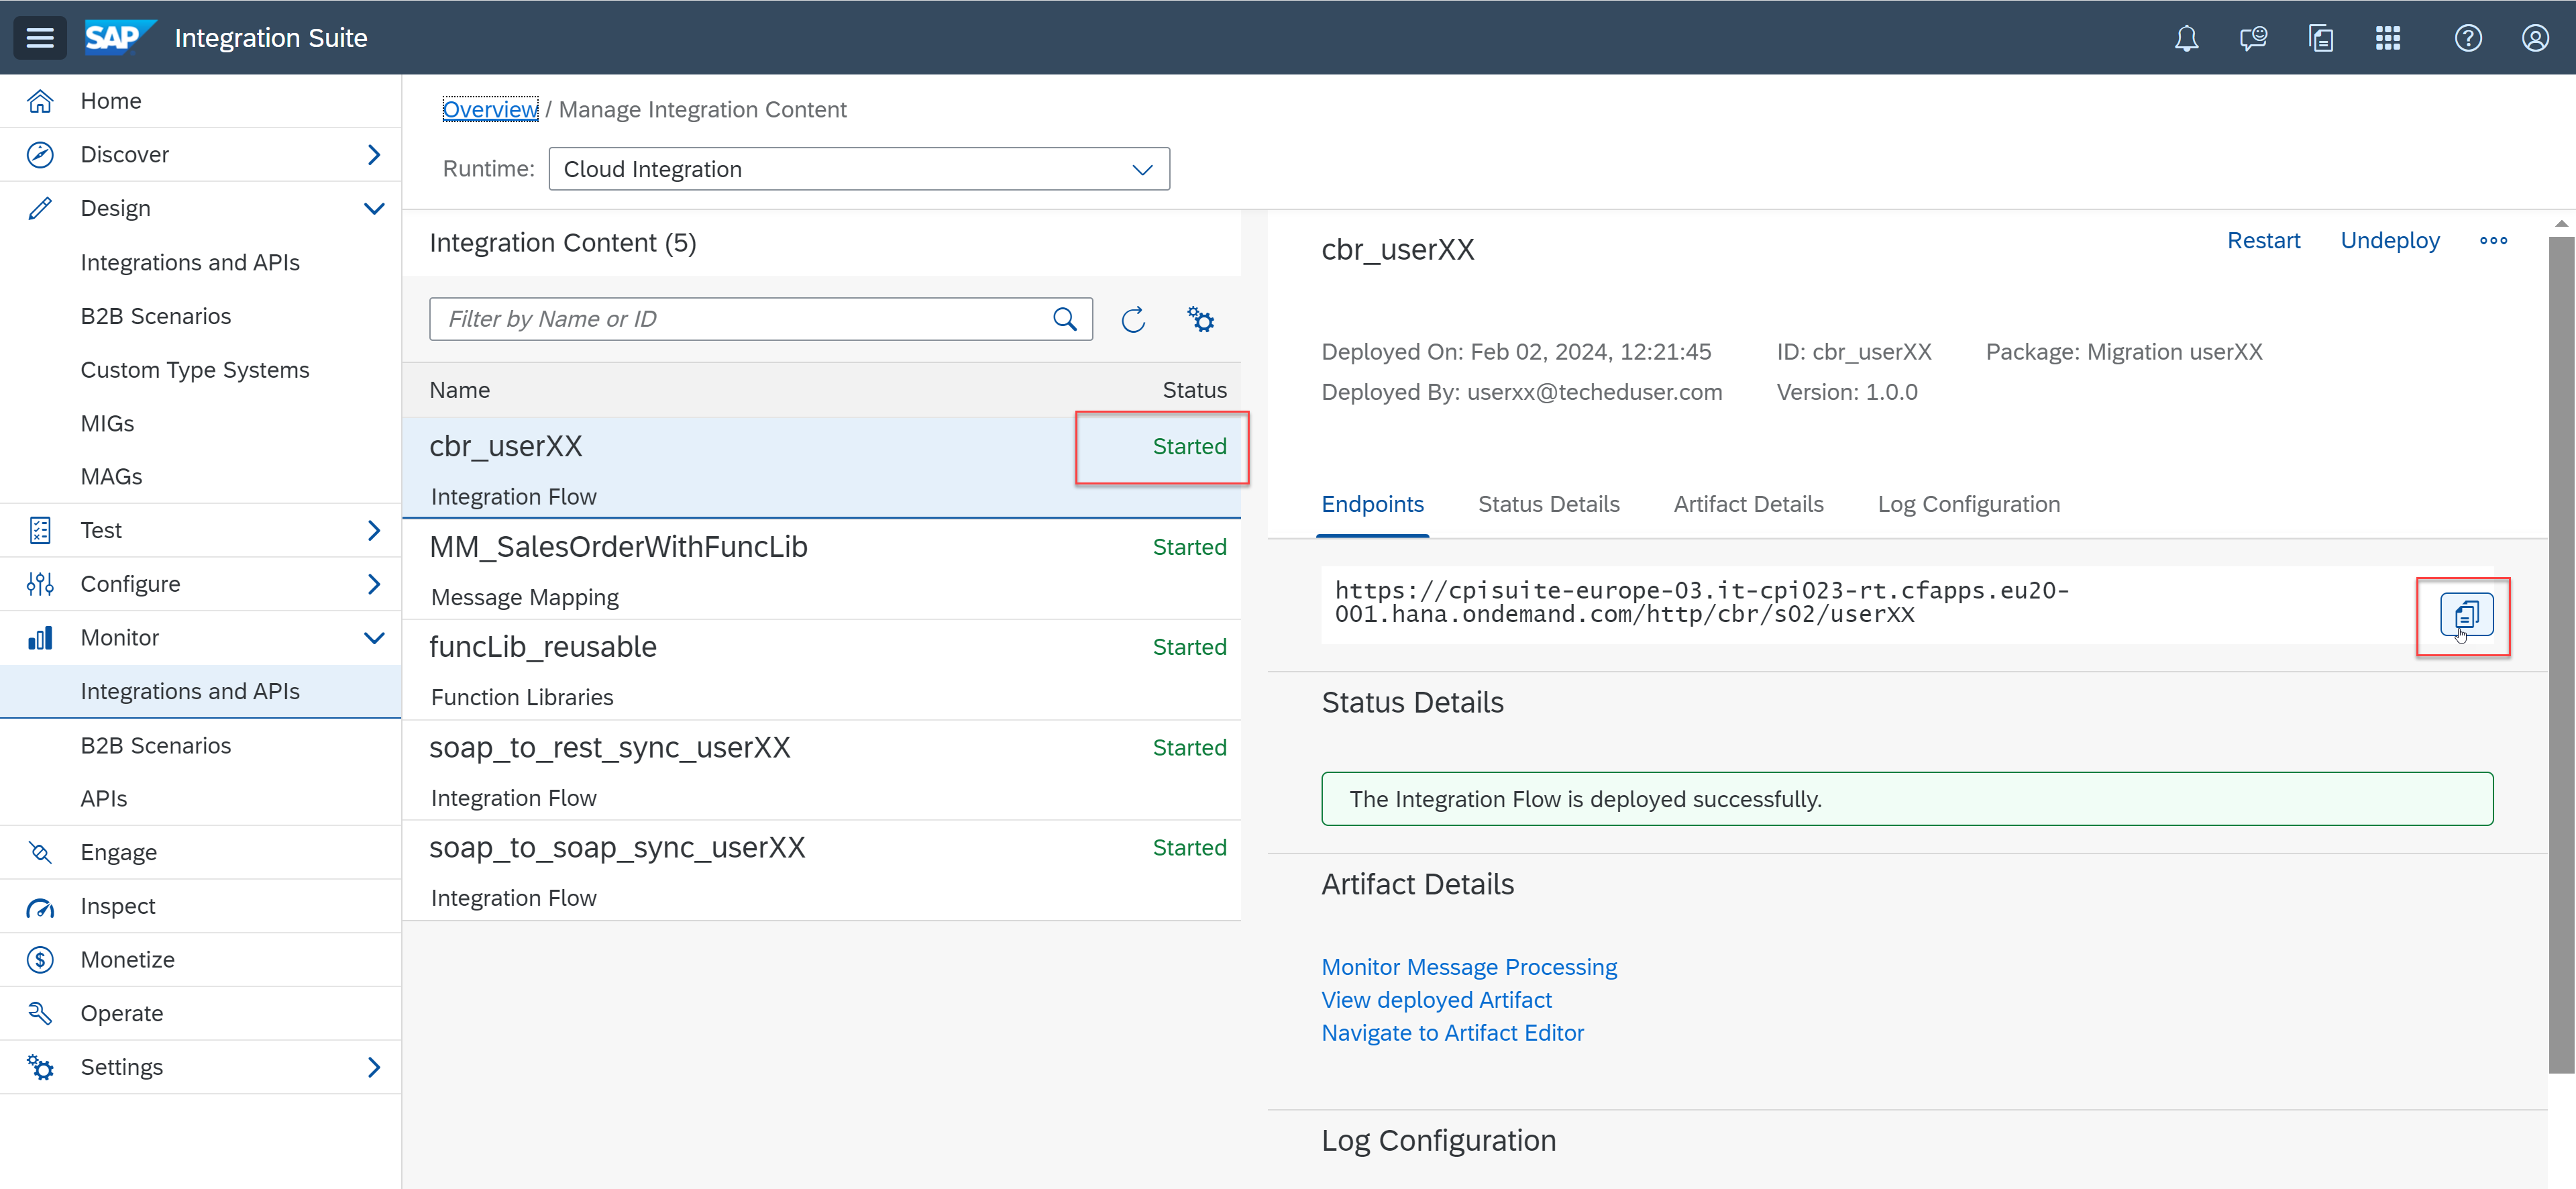 SAP Integration Suite
Home
Discover
Design
Integrations and APIs
B2B Scenarios
Custom Type Systems
MIGs
MAGs
Test
Configure
Monitor
Integrations and APIs
B2B Scenarios
APIs
Engage
Inspect
Monetize
Operate
Settings
Overview / Manage Integration Content
Runtime: Cloud Integration
Integration Content (5)
Filter by Name or ID
Name Status
cbr_userXX Started
Integration Flow
MM_SalesOrderWithFuncLib Started
Message Mapping
funcLib_reusable Started
Function Libraries
soap_to_rest_sync_userXX Started
Integration Flow
soap_to_soap_sync_userXX Started
Integration Flow
cbr_userXX Restart Undeploy
Deployed On: Feb 02, 2024, 12:21:45 ID: cbr_userXX Package: Migration userXX
Deployed By: userxx@techeduser.com Version: 1.0.0
Endpoints Status Details Artifact Details Log Configuration
https://cpisuite-europe-03.it-cpi023-rt.cfapps.eu20-
001.hana.ondemand.com/http/cbr/s02/userXX
Status Details
The Integration Flow is deployed successfully.
Artifact Details
Monitor Message Processing
View deployed Artifact
Navigate to Artifact Editor
Log Configuration